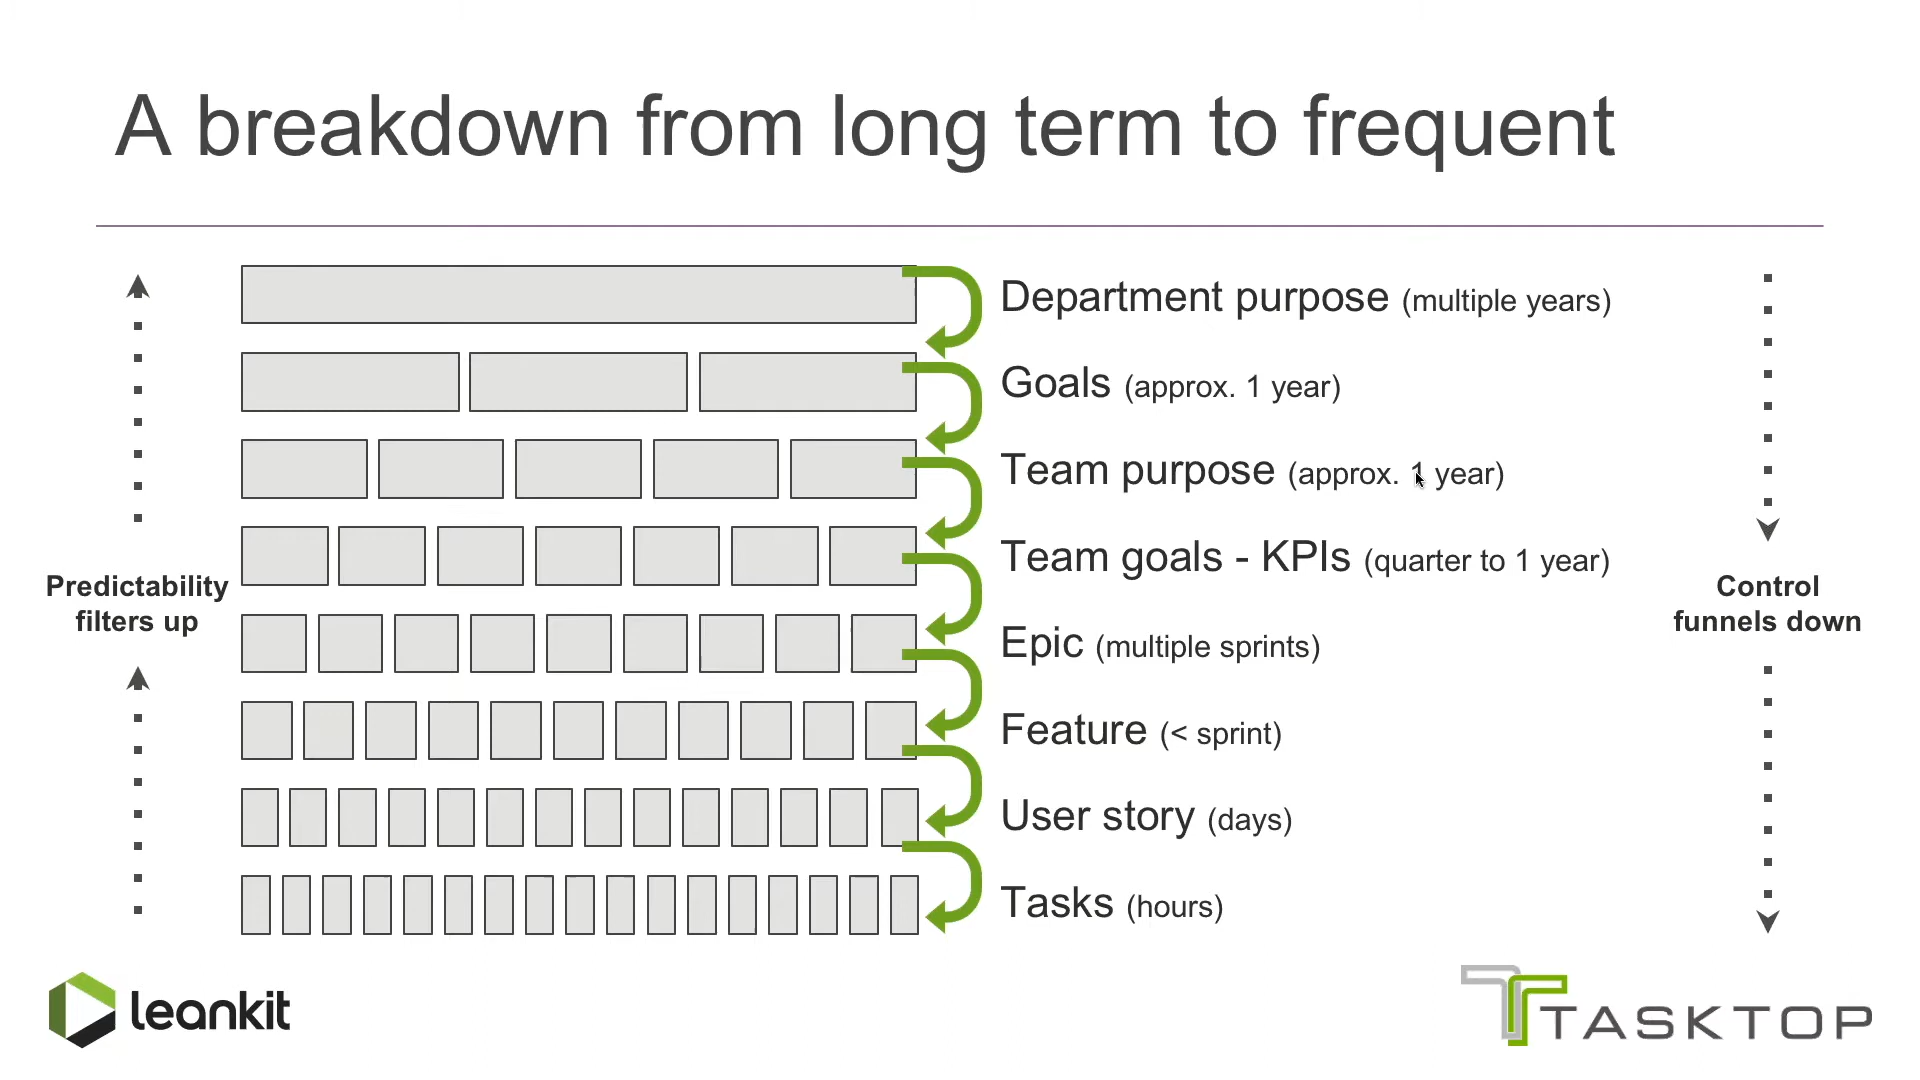 A breakdown from long term to frequent
Department purpose (multiple years)
Goals (approx. 1 year)
Team purpose (approx. 1 year)
Team goals - KPIs (quarter to 1 year)
Predictability
filters up
Control
funnels down
Epic (multiple sprints)
Feature (< sprint)
User story (days)
Tasks (hours)
leankit
TASKTOP